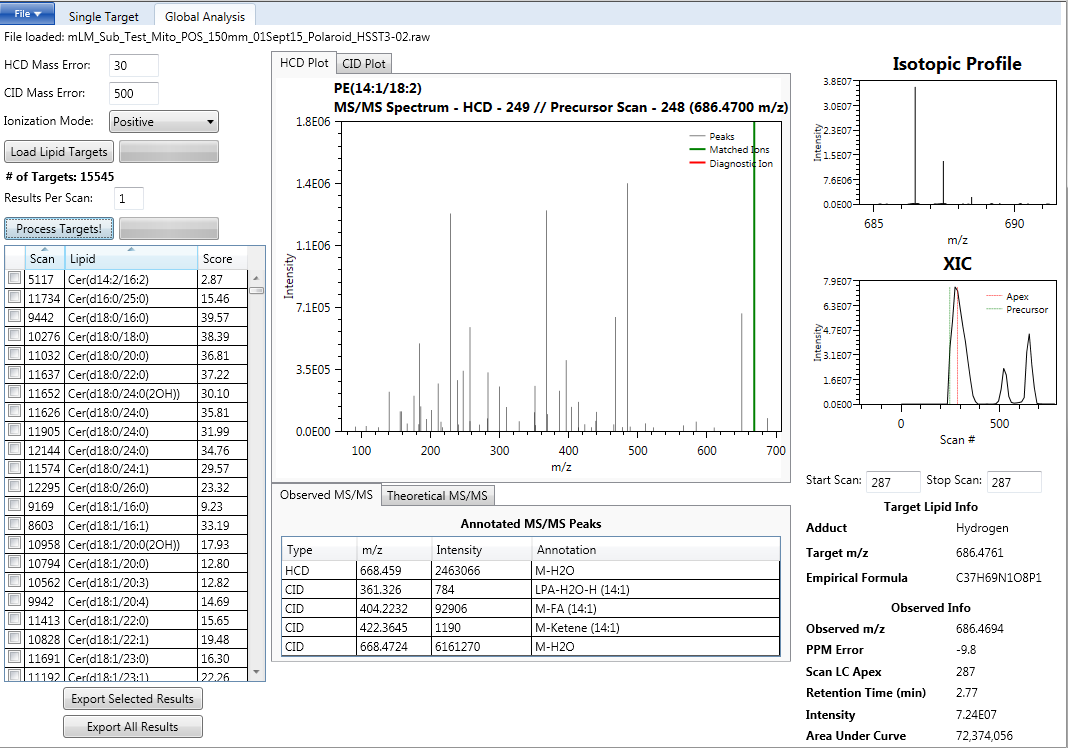 File Single Target Global Analysis
File loaded: mLM_Sub_Test_Mito_POS_150mm_01Sept15_Polaroid_HSST3-02.raw
HCD Mass Error: 30
CID Mass Error: 500
Ionization Mode: Positive
Load Lipid Targets
# of Targets: 15545
Results Per Scan: 1
Process Targets!
Scan Lipid Score
5117 Cer(d14:2/16:2) 2.87
11734 Cer(d16:0/25:0) 15.46
9442 Cer(d18:0/16:0) 39.57
10276 Cer(d18:0/18:0) 38.39
11032 Cer(d18:0/20:0) 36.81
11637 Cer(d18:0/22:0) 37.22
11652 Cer(d18:0/24:0(2OH)) 30.10
11626 Cer(d18:0/24:0) 35.81
11905 Cer(d18:0/24:0) 31.99
12144 Cer(d18:0/24:0) 34.76
11574 Cer(d18:0/24:1) 29.57
12295 Cer(d18:0/26:0) 23.32
9169 Cer(d18:1/16:0) 9.23
8603 Cer(d18:1/16:1) 33.19
10958 Cer(d18:1/20:0(2OH)) 17.93
10794 Cer(d18:1/20:0) 12.80
10562 Cer(d18:1/20:3) 12.82
9942 Cer(d18:1/20:4) 14.69
11413 Cer(d18:1/22:0) 15.65
10828 Cer(d18:1/22:1) 19.48
11691 Cer(d18:1/23:0) 16.30
11192 Cer(d18:1/23:1) 22.26
Export Selected Results
Export All Results
HCD Plot CID Plot
PE(14:1/18:2)
MS/MS Spectrum - HCD - 249 // Precursor Scan - 248 (686.4700 m/z)
Peaks
Matched Ions
Diagnostic Ion
1.8E06
1.4E06
1.1E06
7.1E05
3.5E05
0.0E00
Intensity
100 200 300 400 500 600 700
m/z
Observed MS/MS Theoretical MS/MS
Annotated MS/MS Peaks
Type m/z Intensity Annotation
HCD 668.459 2463066 M-H2O
CID 361.326 784 LPA-H2O-H (14:1)
CID 404.2232 92906 M-FA (14:1)
CID 422.3645 1190 M-Ketene (14:1)
CID 668.4724 6161270 M-H2O
Isotopic Profile
3.8E07
3.0E07
2.3E07
1.5E07
7.6E06
0.0E00
Intensity
685 690
m/z
XIC
Apex
Precursor
7.9E07
6.3E07
4.7E07
3.1E07
1.6E07
0.0E00
Intensity
0 500
Scan #
Start Scan: 287 Stop Scan: 287
Target Lipid Info
Adduct Hydrogen
Target m/z 686.4761
Empirical Formula C37H69N1O8P1
Observed Info
Observed m/z 686.4694
PPM Error -9.8
Scan LC Apex 287
Retention Time (min) 2.77
Intensity 7.24E07
Area Under Curve 72,374,056